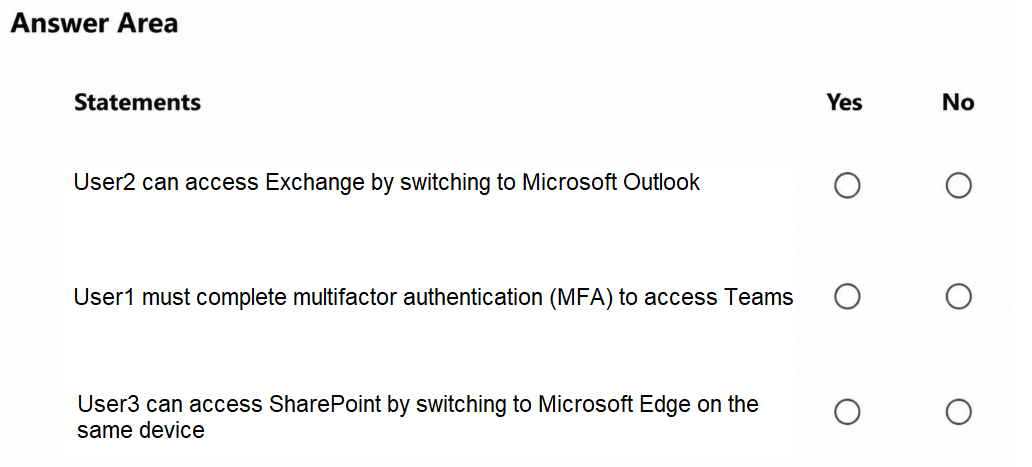 Answer Area
Statements Yes No
User2 can access Exchange by switching to Microsoft Outlook
User1 must complete multifactor authentication (MFA) to access Teams
User3 can access SharePoint by switching to Microsoft Edge on the
same device